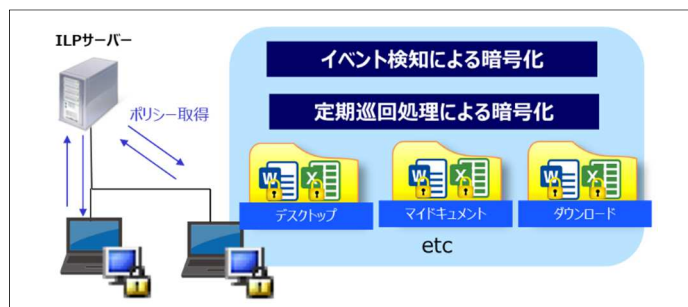 ILPサーバー
ポリシー取得
イベント検知による暗号化
定期巡回処理による暗号化
デスクトップ
マイドキュメント
ダウンロード
etc